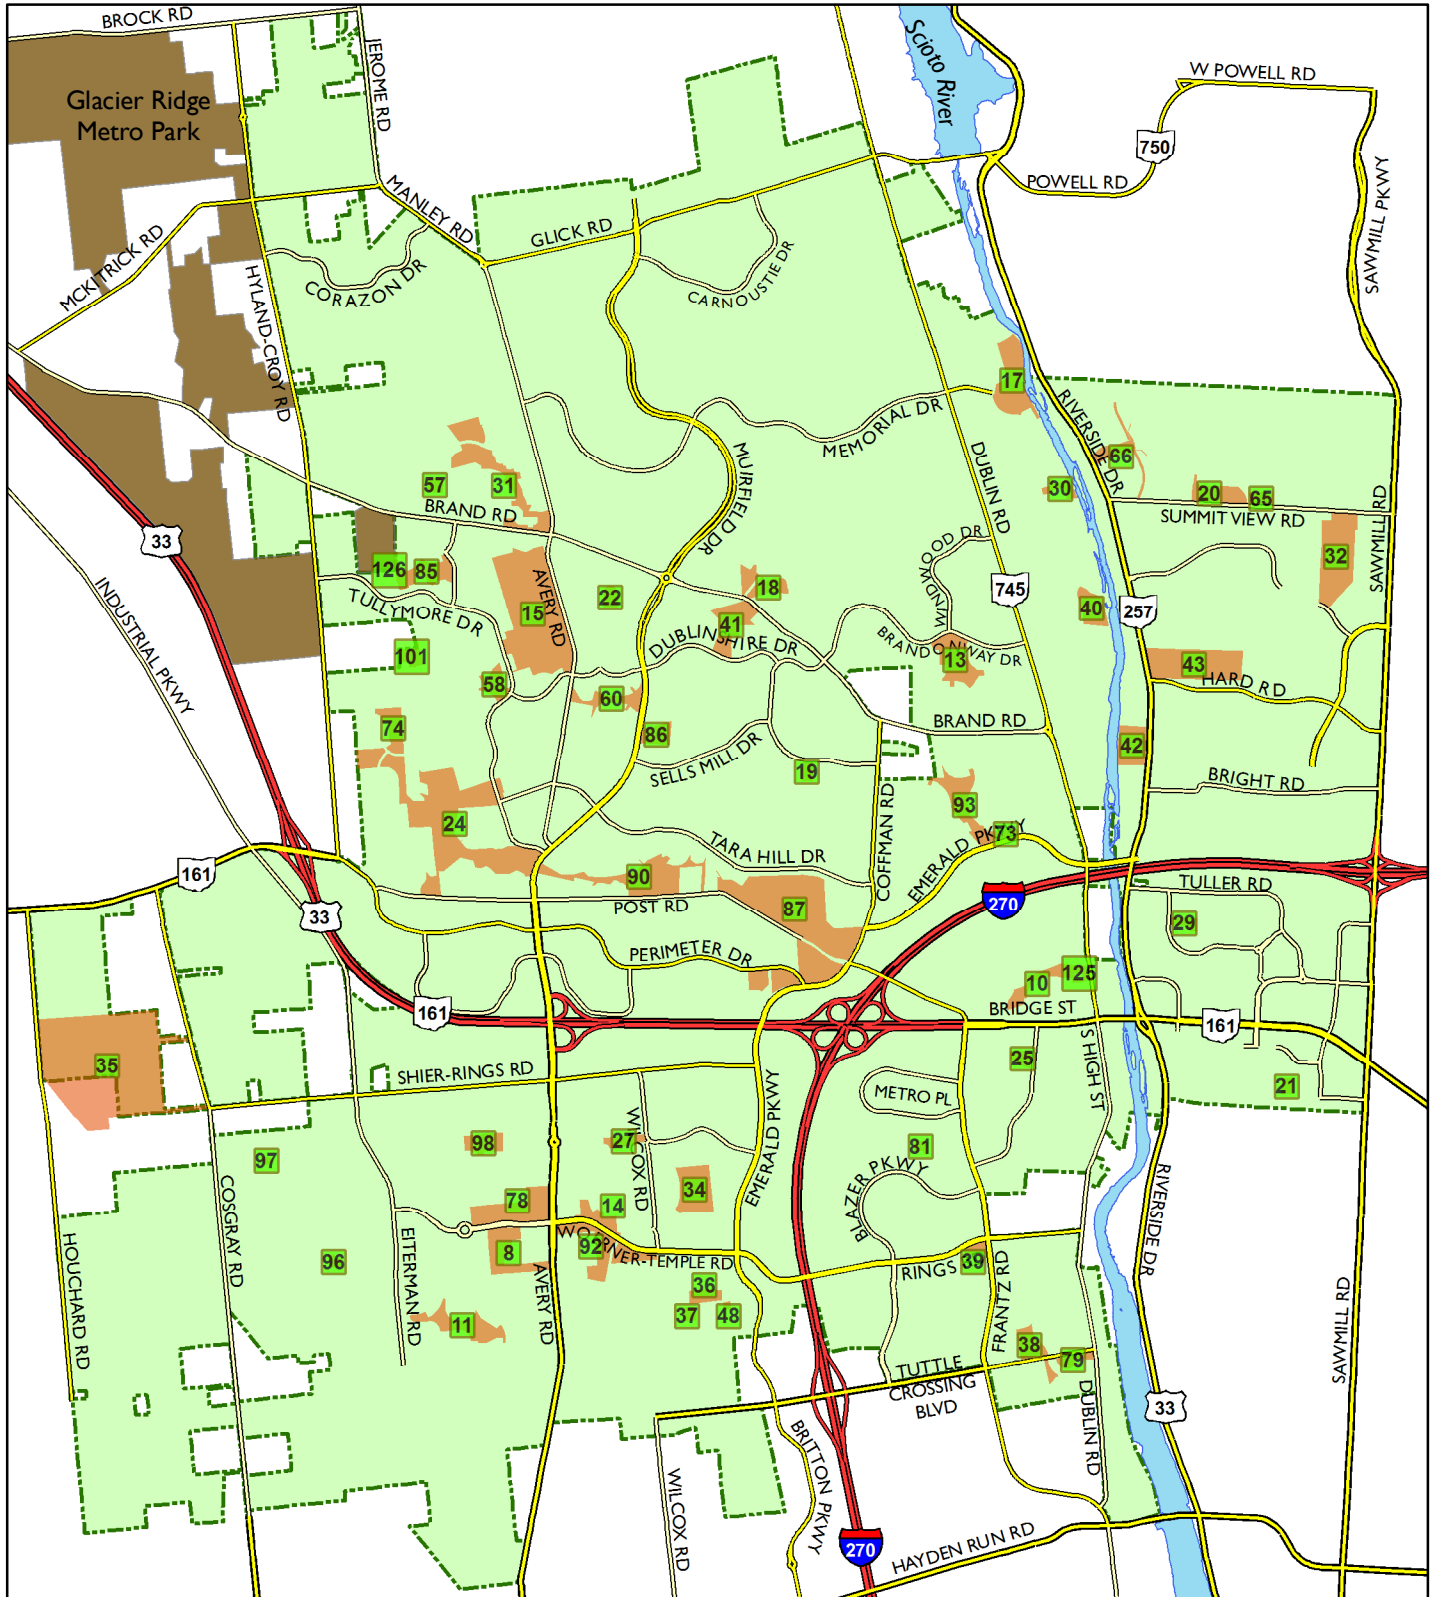 BROCK RD
JEROME RD
Scioto River
W POWELL RD
Glacier Ridge
Metro Park
750
POWELL RD
SAWMILL PKWY
MANLEY RD
GLICK RD
MCKITRICK RD
CORAZON DR
CARNOUSTIE DR
HYLAND-CROY RD
17
MEMORIAL DR
RIVERSIDE DR
MUIRFIELD DR
DUBLIN RD
66
57
31
30
20
65
BRAND RD
SUMMIT VIEW RD
SAWMILL RD
33
32
126
85
AVERY RD
18
WYNDWOOD DR
745
INDUSTRIAL PKWY
TULLYMORE DR
15
22
41
40
257
DUBLINSHIRE DR
BRANDONWAY DR
101
13
43
58
HARD RD
60
74
86
BRAND RD
42
SELLS MILL DR
19
BRIGHT RD
COFFMAN RD
93
24
73
TARA HILL DR
EMERALD PKWY
161
90
270
TULLER RD
33
POST RD
87
29
PERIMETER DR
125
10
161
BRIDGE ST
161
35
S HIGH ST
25
SHIER-RINGS RD
METRO PL
21
EMERALD PKWY
WILCOX RD
98
27
81
97
BLAZER PKWY
COSGRAY RD
78
34
14
RIVERSIDE DR
HOUCHARD RD
EITERMAN RD
8
92
WOERNER-TEMPLE RD
96
RINGS
39
FRANTZ RD
AVERY RD
36
37
48
11
SAWMILL RD
38
79
TUTTLE
CROSSING
BLVD
DUBLIN RD
33
BRITTON PKWY
WILCOX RD
270
HAYDEN RUN RD